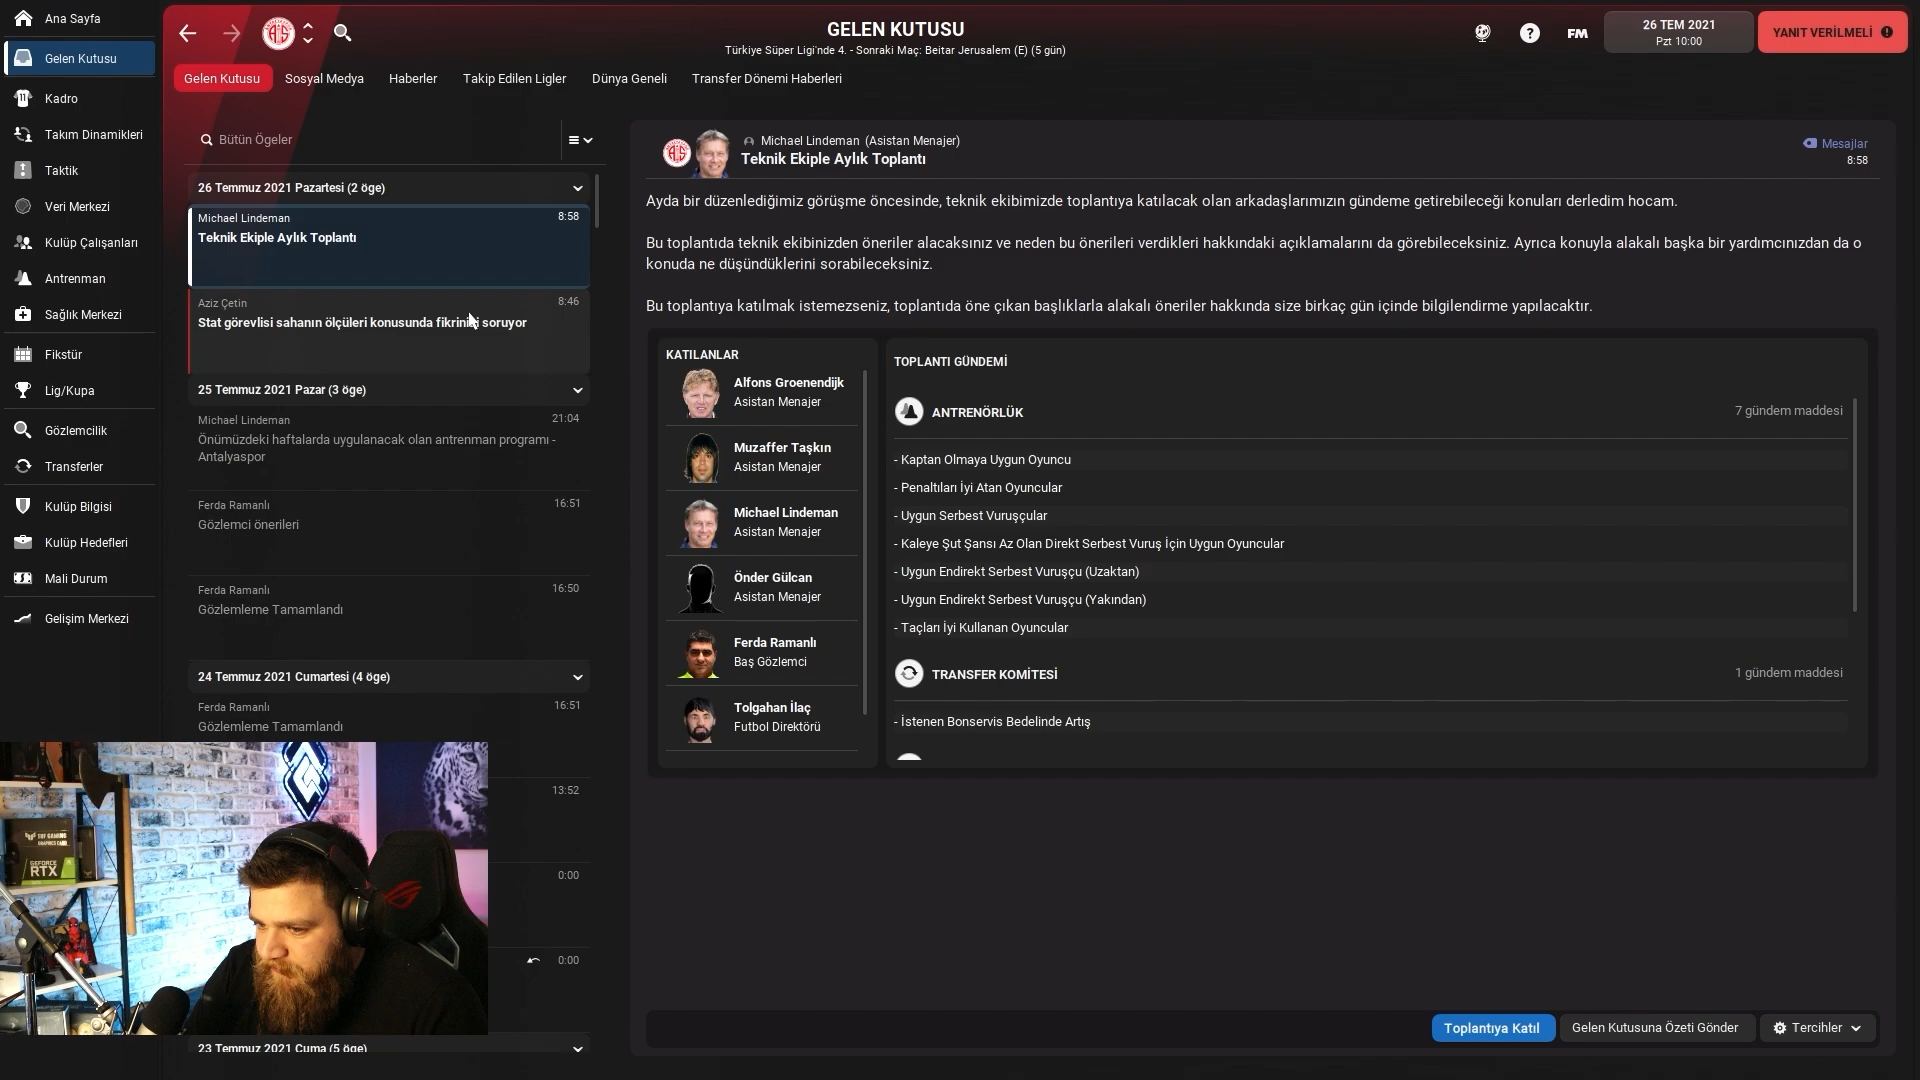 Ana Sayfa
Gelen Kutusu
Kadro
Takım Dinamikleri
Taktik
Veri Merkezi
Kulüp Çalışanları
Antrenman
Sağlık Merkezi
Fikstür
Lig/Kupa
Gözlemcilik
Transferler
Kulüp Bilgisi
Kulüp Hedefleri
Mali Durum
Gelişim Merkezi
GELEN KUTUSU
Türkiye Süper Ligi'nde 4. - Sonraki Maç: Beitar Jerusalem (E) (5 gün)
FM
26 TEM 2021
Pzt 10:00
YANIT VERİLMELİ
Gelen Kutusu
Sosyal Medya
Haberler
Takip Edilen Ligler
Dünya Geneli
Transfer Dönemi Haberleri
Bütün Ögeler
26 Temmuz 2021 Pazartesi (2 öge)
Michael Lindeman 8:58
Teknik Ekiple Aylık Toplantı
Aziz Çetin 8:46
Stat görevlisi sahanın ölçüleri konusunda fikrinizi soruyor
25 Temmuz 2021 Pazar (3 öge)
Michael Lindeman 21:04
Önümüzdeki haftalarda uygulanacak olan antrenman programı -
Antalyaspor
Ferda Ramanlı 16:51
Gözlemci önerileri
Ferda Ramanlı 16:50
Gözlemleme Tamamlandı
24 Temmuz 2021 Cumartesi (4 öge)
Ferda Ramanlı 16:51
Gözlemleme Tamamlandı
13:52
0:00
0:00
23 Temmuz 2021 Cuma (5 öge)
Michael Lindeman (Asistan Menajer)
Teknik Ekiple Aylık Toplantı
Mesajlar
8:58
Ayda bir düzenlediğimiz görüşme öncesinde, teknik ekibimizde toplantıya katılacak olan arkadaşlarımızın gündeme getirebileceği konuları derledim hocam.
Bu toplantıda teknik ekibinizden öneriler alacaksınız ve neden bu önerileri verdikleri hakkındaki açıklamalarını da görebileceksiniz. Ayrıca konuyla alakalı başka bir yardımcınızdan da o
konuda ne düşündüklerini sorabileceksiniz.
Bu toplantıya katılmak istemezseniz, toplantıda öne çıkan başlıklarla alakalı öneriler hakkında size birkaç gün içinde bilgilendirme yapılacaktır.
KATILANLAR
Alfons Groenendijk
Asistan Menajer
Muzaffer Taşkın
Asistan Menajer
Michael Lindeman
Asistan Menajer
Önder Gülcan
Asistan Menajer
Ferda Ramanlı
Baş Gözlemci
Tolgahan İlaç
Futbol Direktörü
TOPLANTI GÜNDEMİ
ANTRENÖRLÜK 7 gündem maddesi
- Kaptan Olmaya Uygun Oyuncu
- Penaltıları İyi Atan Oyuncular
- Uygun Serbest Vuruşçular
- Kaleye Şut Şansı Az Olan Direkt Serbest Vuruş İçin Uygun Oyuncular
- Uygun Endirekt Serbest Vuruşçu (Uzaktan)
- Uygun Endirekt Serbest Vuruşçu (Yakından)
- Taçları İyi Kullanan Oyuncular
TRANSFER KOMİTESİ 1 gündem maddesi
- İstenen Bonservis Bedelinde Artış
Toplantıya Katıl
Gelen Kutusuna Özeti Gönder
Tercihler
TUF GAMING
GEFORCE
RTX